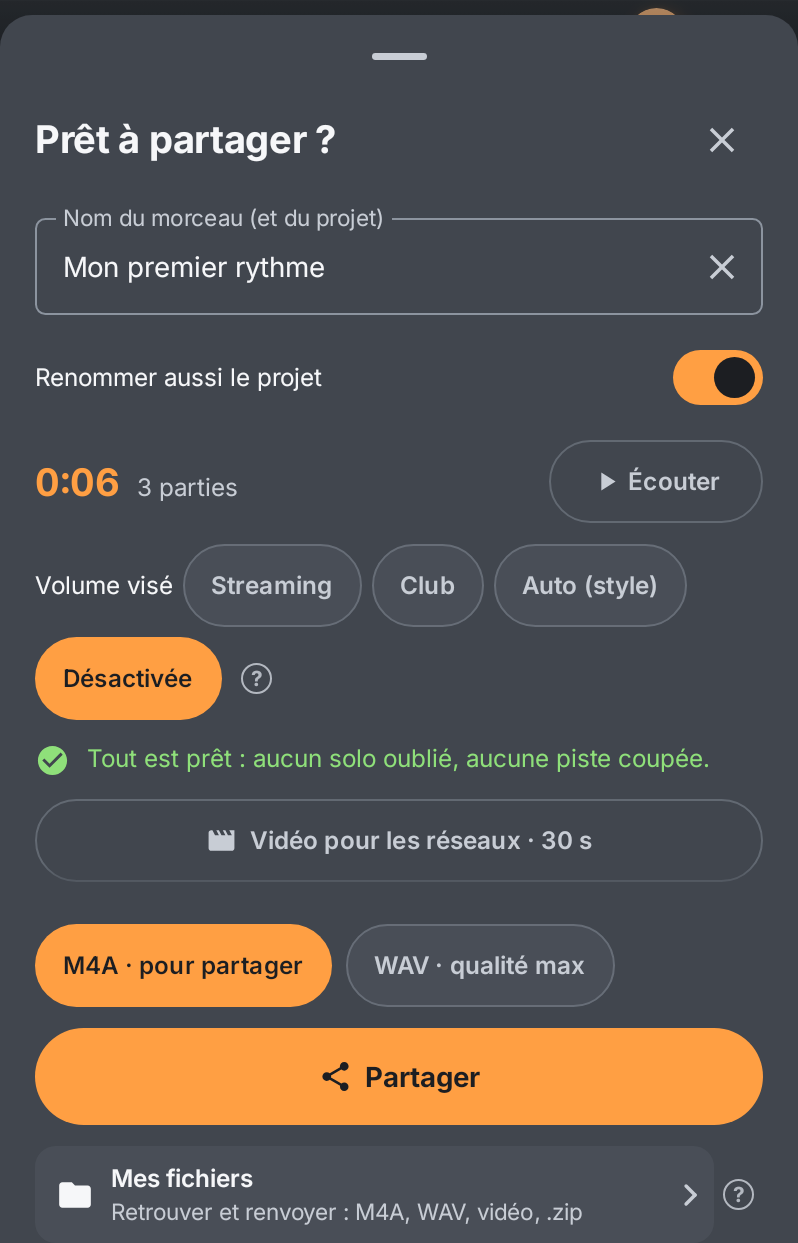 Prêt à partager ?
Nom du morceau (et du projet)
Mon premier rythme
Renommer aussi le projet
0:06 3 parties
Écouter
Volume visé
Streaming
Club
Auto (style)
Désactivée
?
Tout est prêt : aucun solo oublié, aucune piste coupée.
Vidéo pour les réseaux · 30 s
M4A · pour partager
WAV · qualité max
Partager
Mes fichiers
Retrouver et renvoyer : M4A, WAV, vidéo, .zip
?